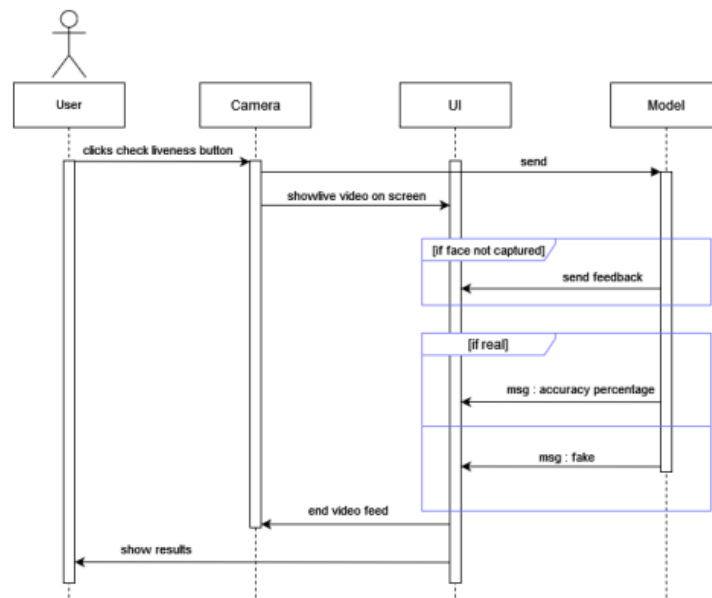 User
Camera
UI
Model
clicks check liveness button
send
showlive video on screen
[if face not captured]
send feedback
[if real]
msg : accuracy percentage
msg : fake
end video feed
show results